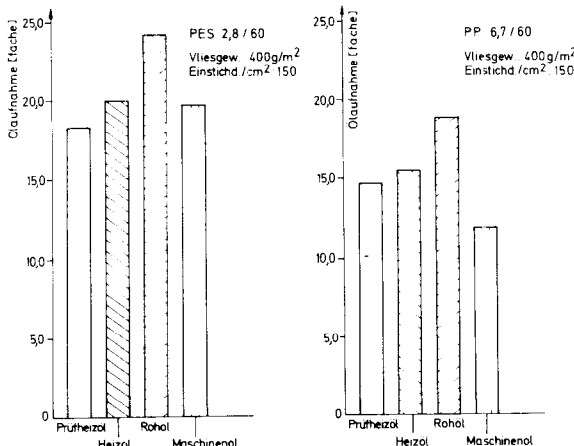 Ölaufnahme [fache]
25,0
20,0
15,0
10,0
5,0
0
PES 2,8/60
Vliesgew. 400g/m²
Einstichd./cm² 150
Prüfheizöl
Heizöl
Rohöl
Maschinenöl
Ölaufnahme [fache]
25,0
20,0
15,0
10,0
5,0
0
PP 6,7/60
Vliesgew. 400g/m²
Einstichd./cm² 150
Prüfheizöl
Heizöl
Rohöl
Maschinenöl